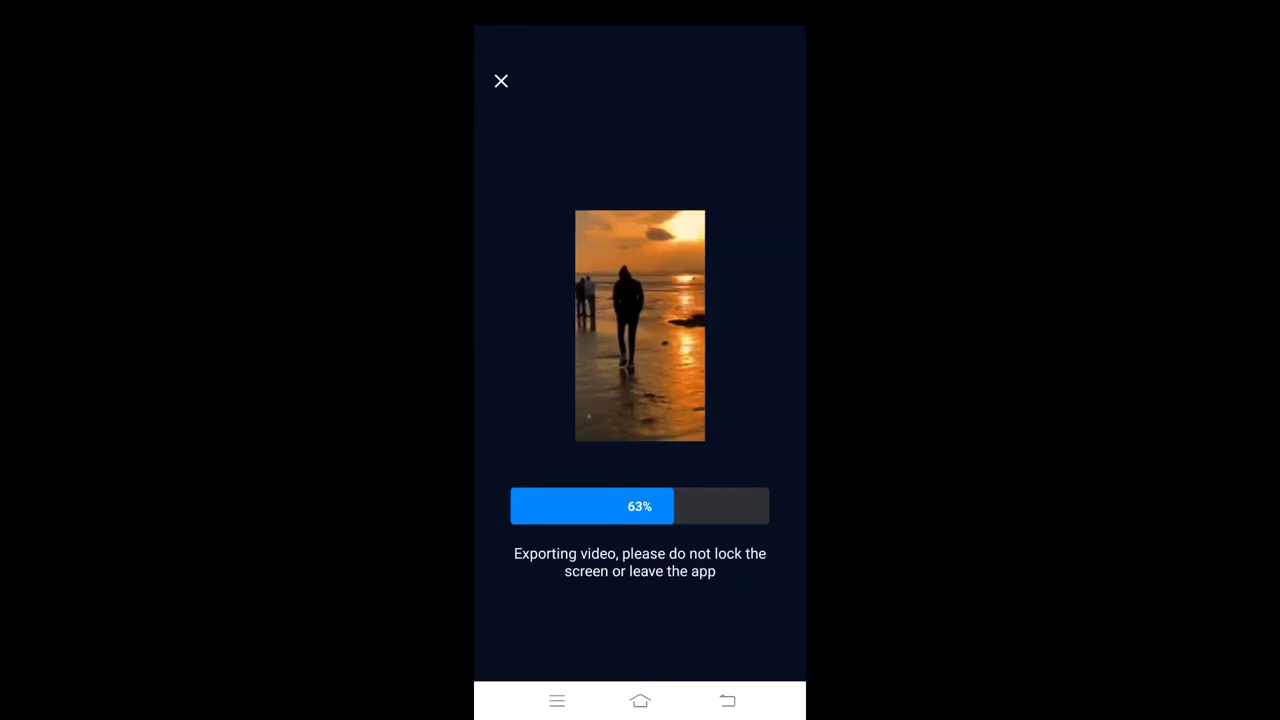 63%
Exporting video, please do not lock the
screen or leave the app